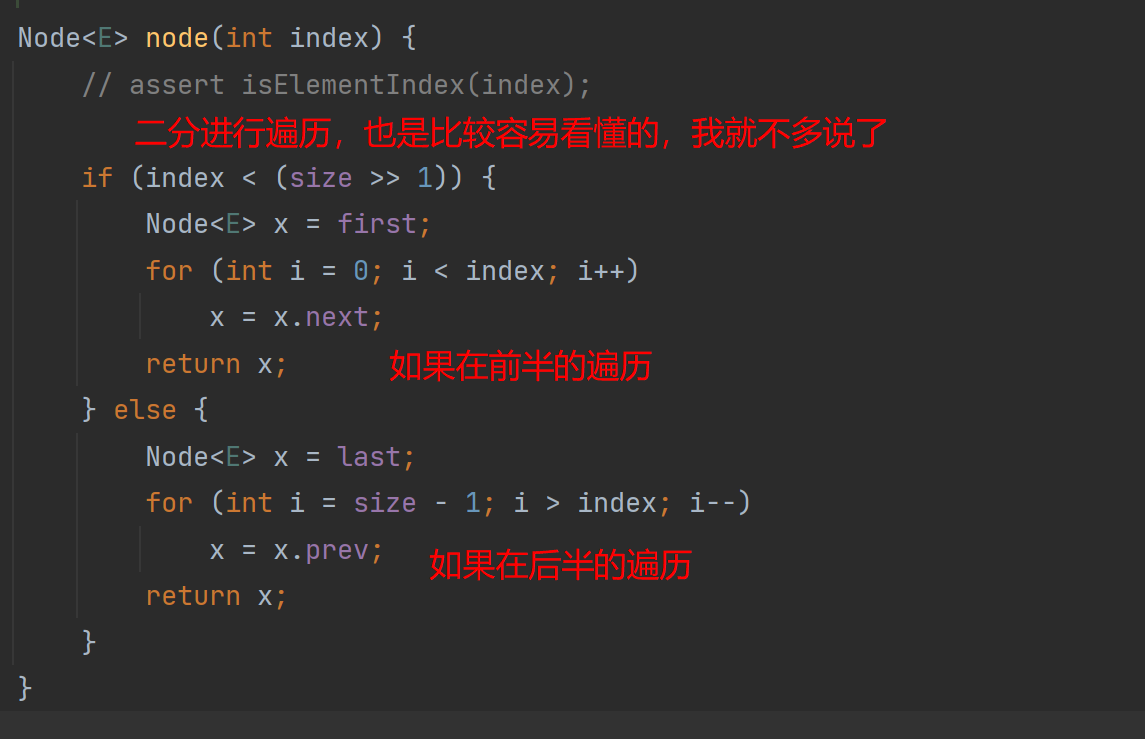 Node<E> node(int index) {
// assert isElementIndex(index);
二分进行遍历，也是比较容易看懂的，我就不多说了
if (index < (size >> 1)) {
Node<E> x = first;
for (int i = 0; i < index; i++)
x = x.next;
return x;
如果在前半的遍历
} else {
Node<E> x = last;
for (int i = size - 1; i > index; i--)
x = x.prev;
如果在后半的遍历
return x;
}
}